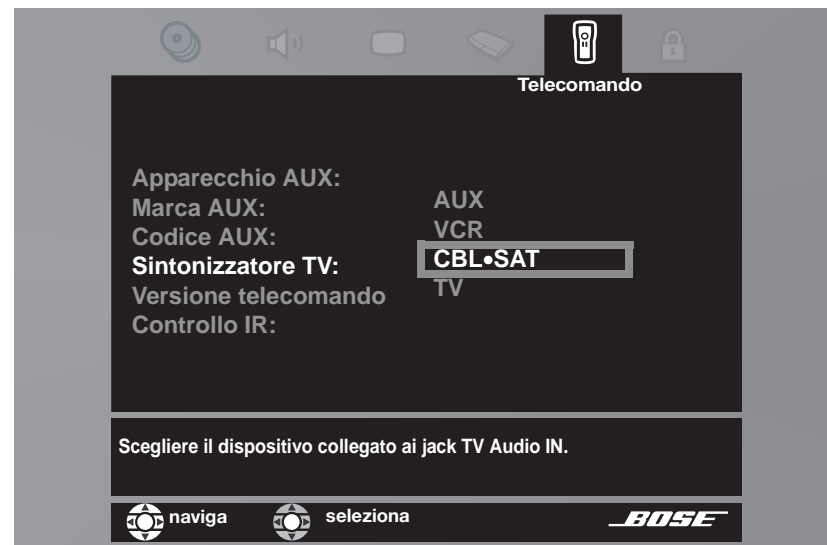 Telecomando
Apparecchio AUX:
Marca AUX:
Codice AUX:
Sintonizzatore TV:
Versione telecomando
Controllo IR:
AUX
VCR
CBL•SAT
TV
Scegliere il dispositivo collegato ai jack TV Audio IN.
naviga seleziona BOSE